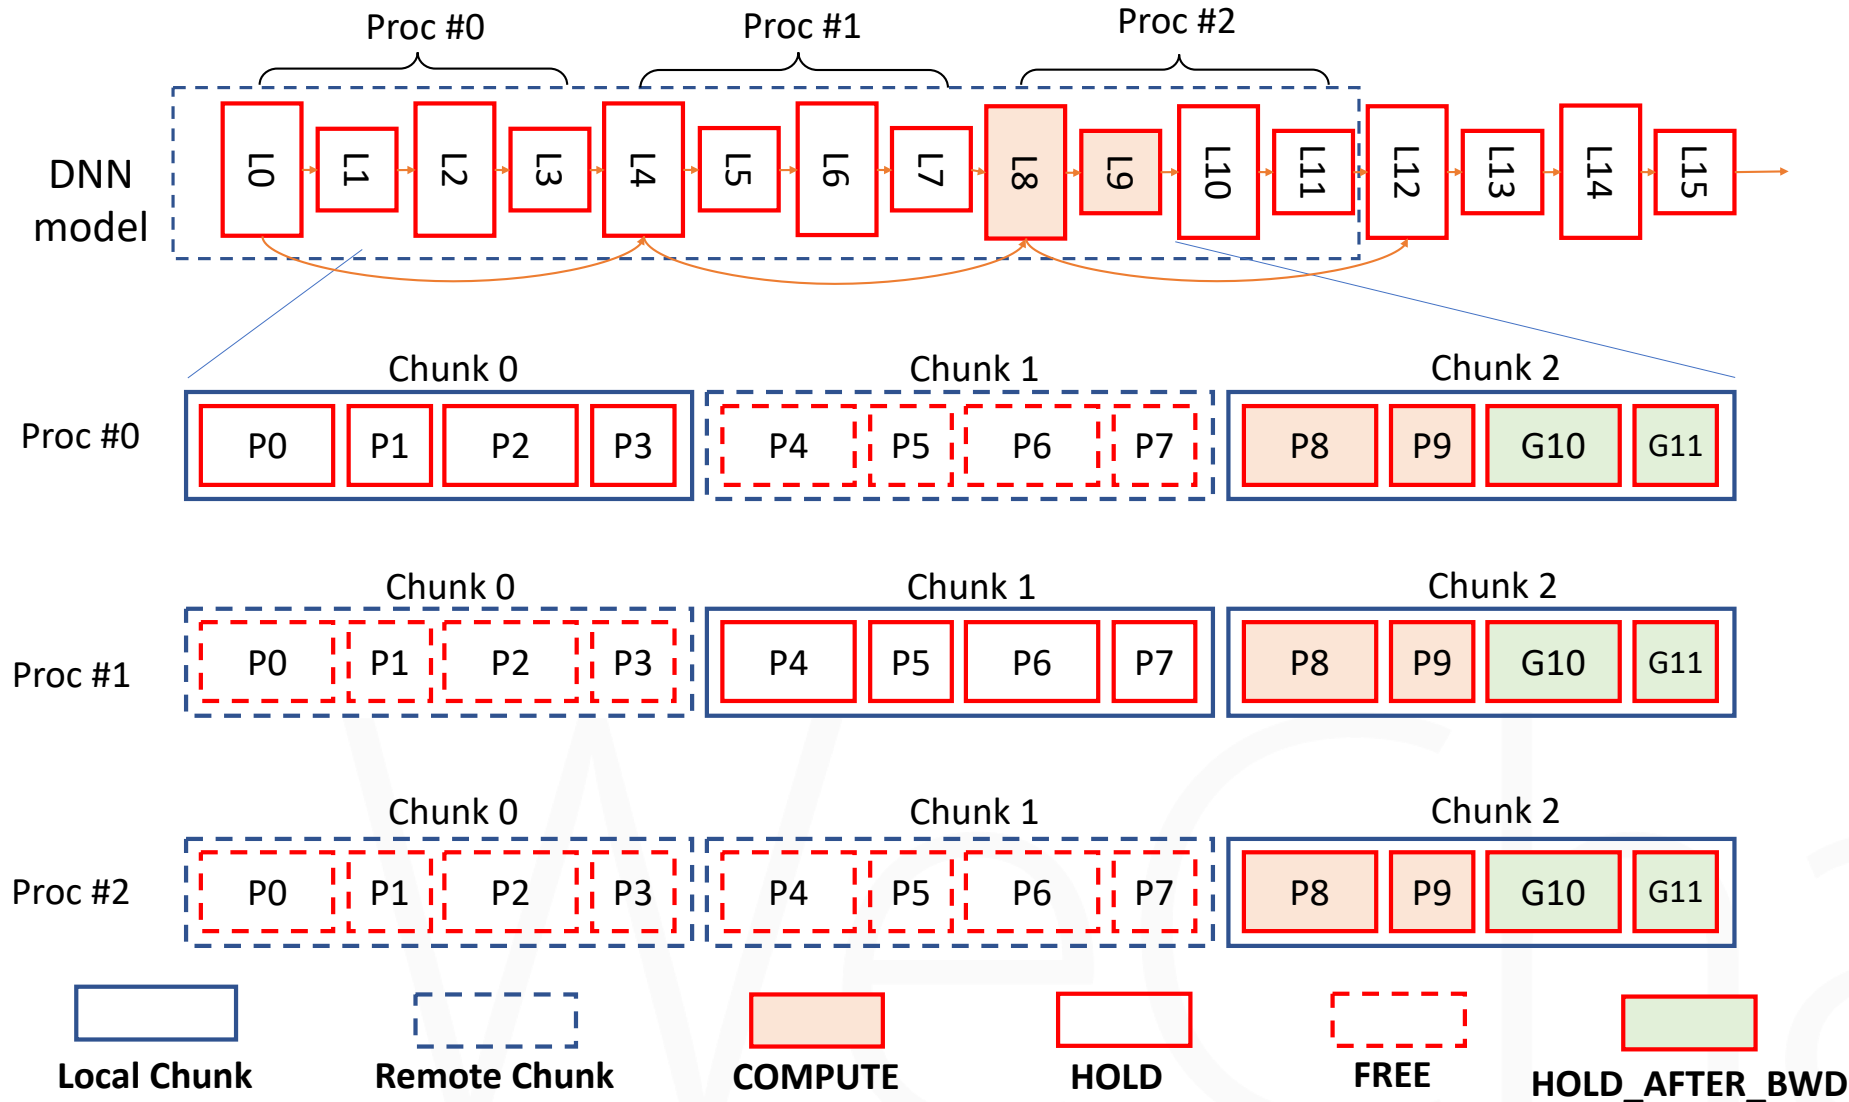 Proc #0
Proc #1
Proc #2
DNN
model
L0
L1
L2
L3
L4
L5
L6
L7
L8
L9
L10
L11
L12
L13
L14
L15
Chunk 0
Chunk 1
Chunk 2
Proc #0
P0
P1
P2
P3
P4
P5
P6
P7
P8
P9
G10
G11
Chunk 0
Chunk 1
Chunk 2
Proc #1
P0
P1
P2
P3
P4
P5
P6
P7
P8
P9
G10
G11
Chunk 0
Chunk 1
Chunk 2
Proc #2
P0
P1
P2
P3
P4
P5
P6
P7
P8
P9
G10
G11
Local Chunk
Remote Chunk
COMPUTE
HOLD
FREE
HOLD_AFTER_BWD